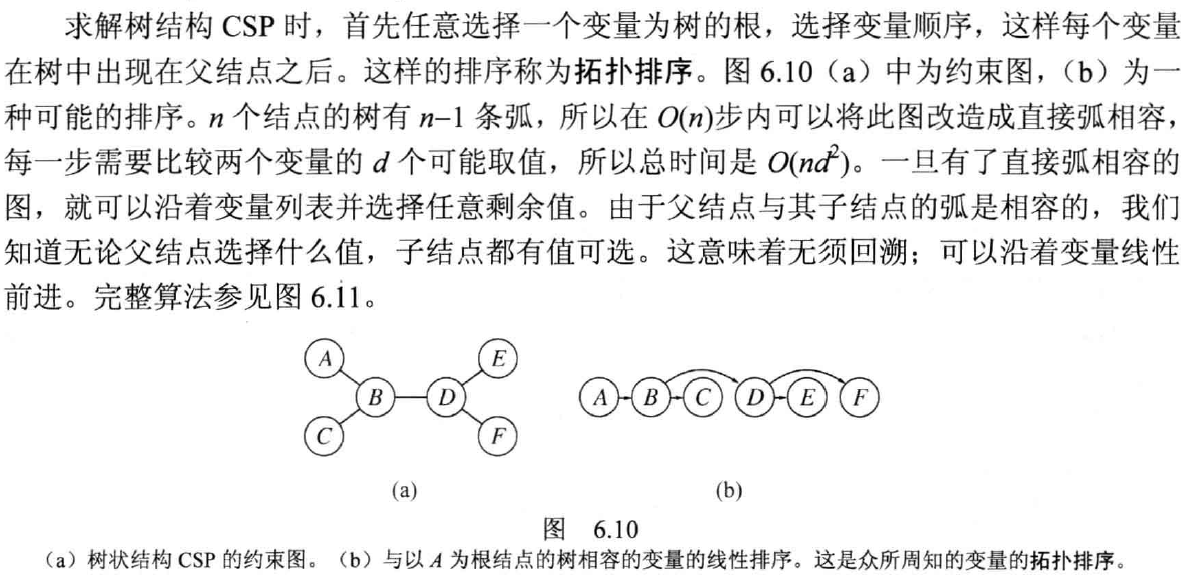 求解树结构 CSP 时，首先任意选择一个变量为树的根，选择变量顺序，这样每个变量
在树中出现在父结点之后。这样的排序称为拓扑排序。图 6.10（a）中为约束图，（b）为一
种可能的排序。n 个结点的树有 n–1 条弧，所以在 O(n)步内可以将此图改造成直接弧相容，
每一步需要比较两个变量的 d 个可能取值，所以总时间是 O(nd²)。一旦有了直接弧相容的
图，就可以沿着变量列表并选择任意剩余值。由于父结点与其子结点的弧是相容的，我们
知道无论父结点选择什么值，子结点都有值可选。这意味着无须回溯；可以沿着变量线性
前进。完整算法参见图 6.11。
A E
B D A B C D E F
C F
(a) (b)
图 6.10
（a）树状结构 CSP 的约束图。（b）与以 A 为根结点的树相容的变量的线性排序。这是众所周知的变量的拓扑排序。